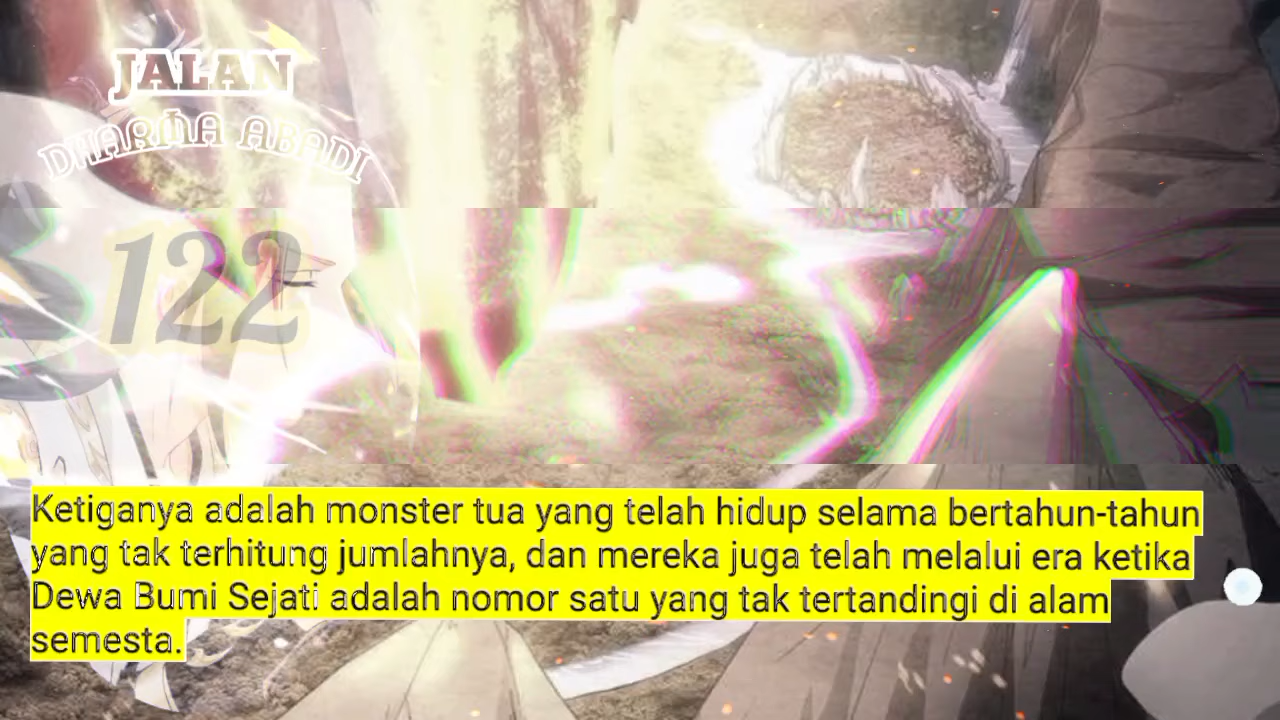 JALAN
DHARMA ABADI
122
Ketiganya adalah monster tua yang telah hidup selama bertahun-tahun
yang tak terhitung jumlahnya, dan mereka juga telah melalui era ketika
Dewa Bumi Sejati adalah nomor satu yang tak tertandingi di alam
semesta.